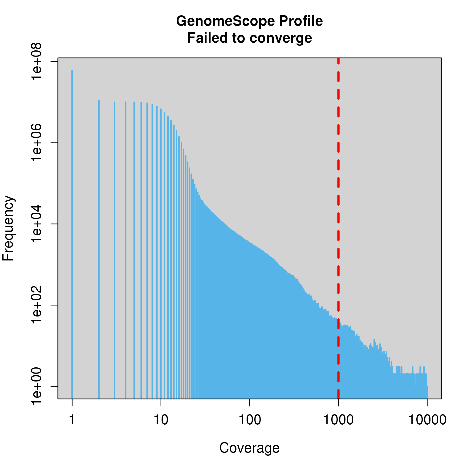 GenomeScope Profile
Failed to converge
1e+08
1e+06
1e+04
1e+02
1e+00
Frequency
1
10
100
1000
10000
Coverage